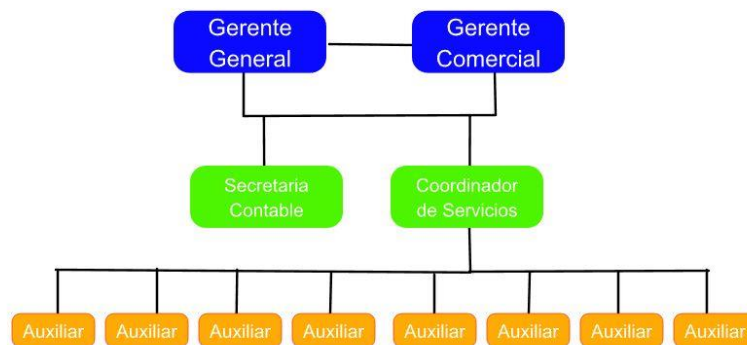 Gerente
General
Gerente
Comercial
Secretaria
Contable
Coordinador
de Servicios
Auxiliar
Auxiliar
Auxiliar
Auxiliar
Auxiliar
Auxiliar
Auxiliar
Auxiliar